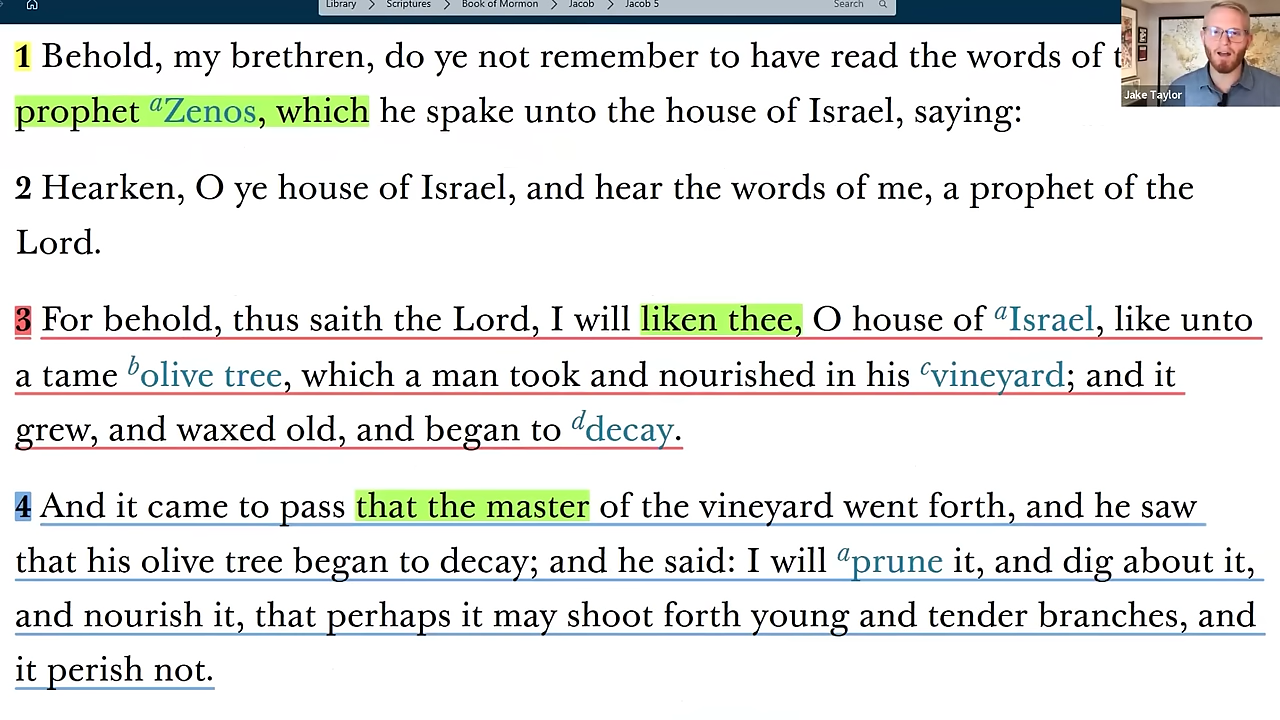 Library > Scriptures > Book of Mormon > Jacob > Jacob 5 Search
1 Behold, my brethren, do ye not remember to have read the words of t
Jake Taylor
prophet aZenos, which he spake unto the house of Israel, saying:
2 Hearken, O ye house of Israel, and hear the words of me, a prophet of the
Lord.
3 For behold, thus saith the Lord, I will liken thee, O house of aIsrael, like unto
a tame bolive tree, which a man took and nourished in his cvineyard; and it
grew, and waxed old, and began to ddecay.
4 And it came to pass that the master of the vineyard went forth, and he saw
that his olive tree began to decay; and he said: I will aprune it, and dig about it,
and nourish it, that perhaps it may shoot forth young and tender branches, and
it perish not.